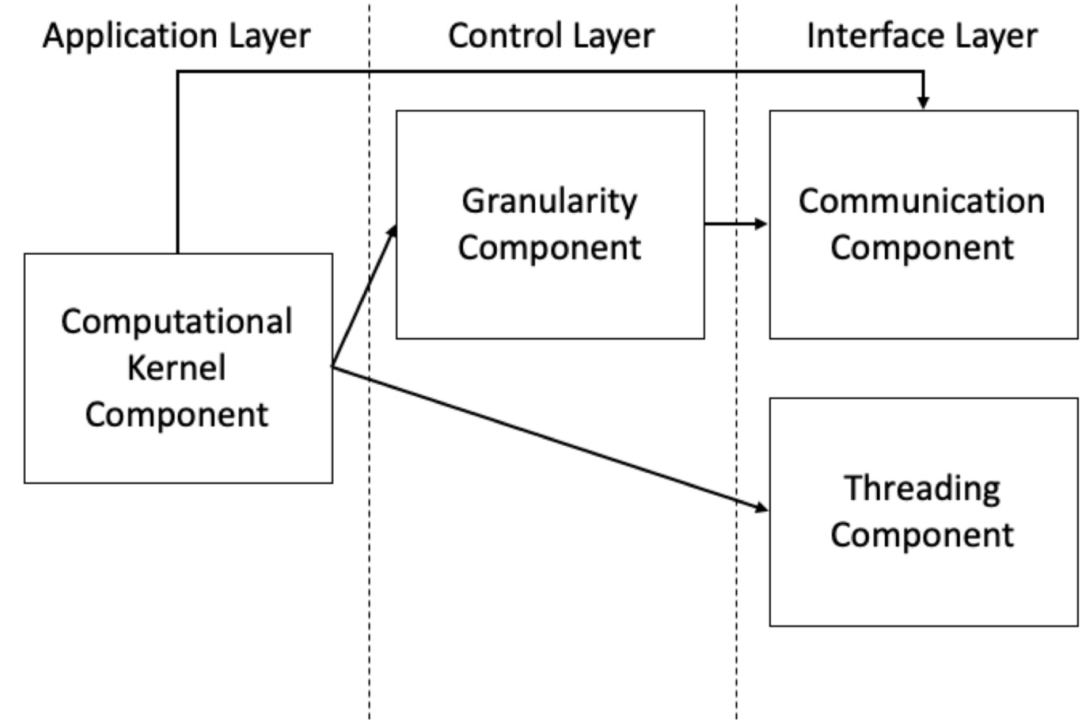 Application Layer
Control Layer
Interface Layer
Granularity
Component
Communication
Component
Computational
Kernel
Component
Threading
Component